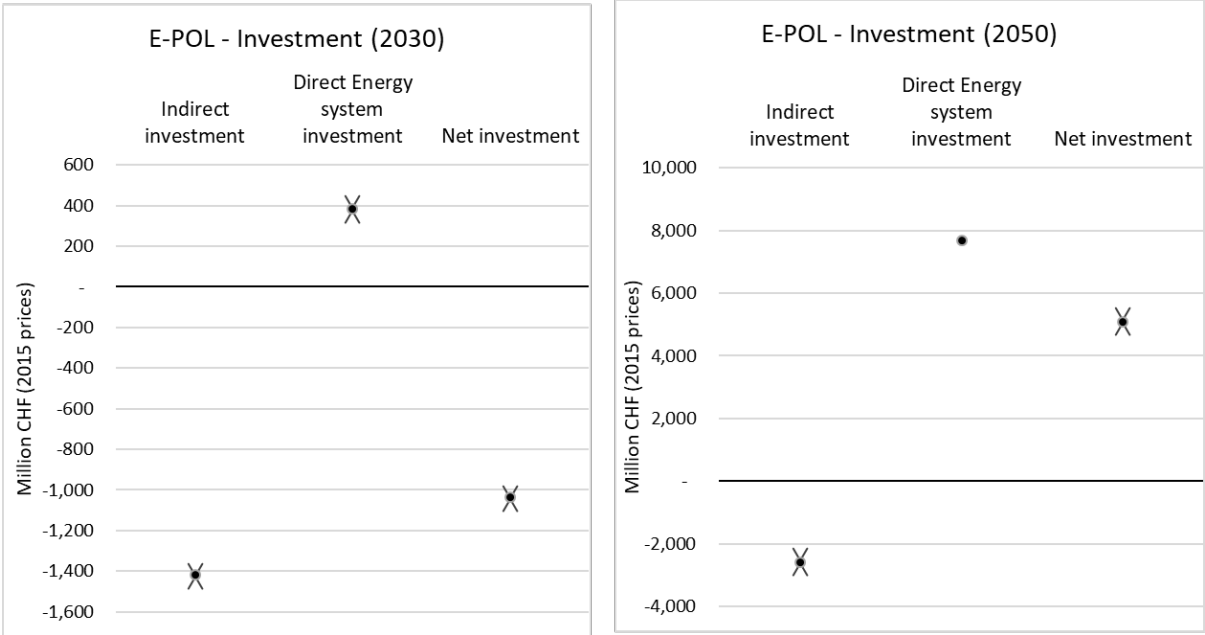 E-POL - Investment (2030)
Indirect
investment
Direct Energy
system
investment
Net investment
Million CHF (2015 prices)
600
400
200
-
-200
-400
-600
-800
-1,000
-1,200
-1,400
-1,600
E-POL - Investment (2050)
Indirect
investment
Direct Energy
system
investment
Net investment
Million CHF (2015 prices)
10,000
8,000
6,000
4,000
2,000
-
-2,000
-4,000